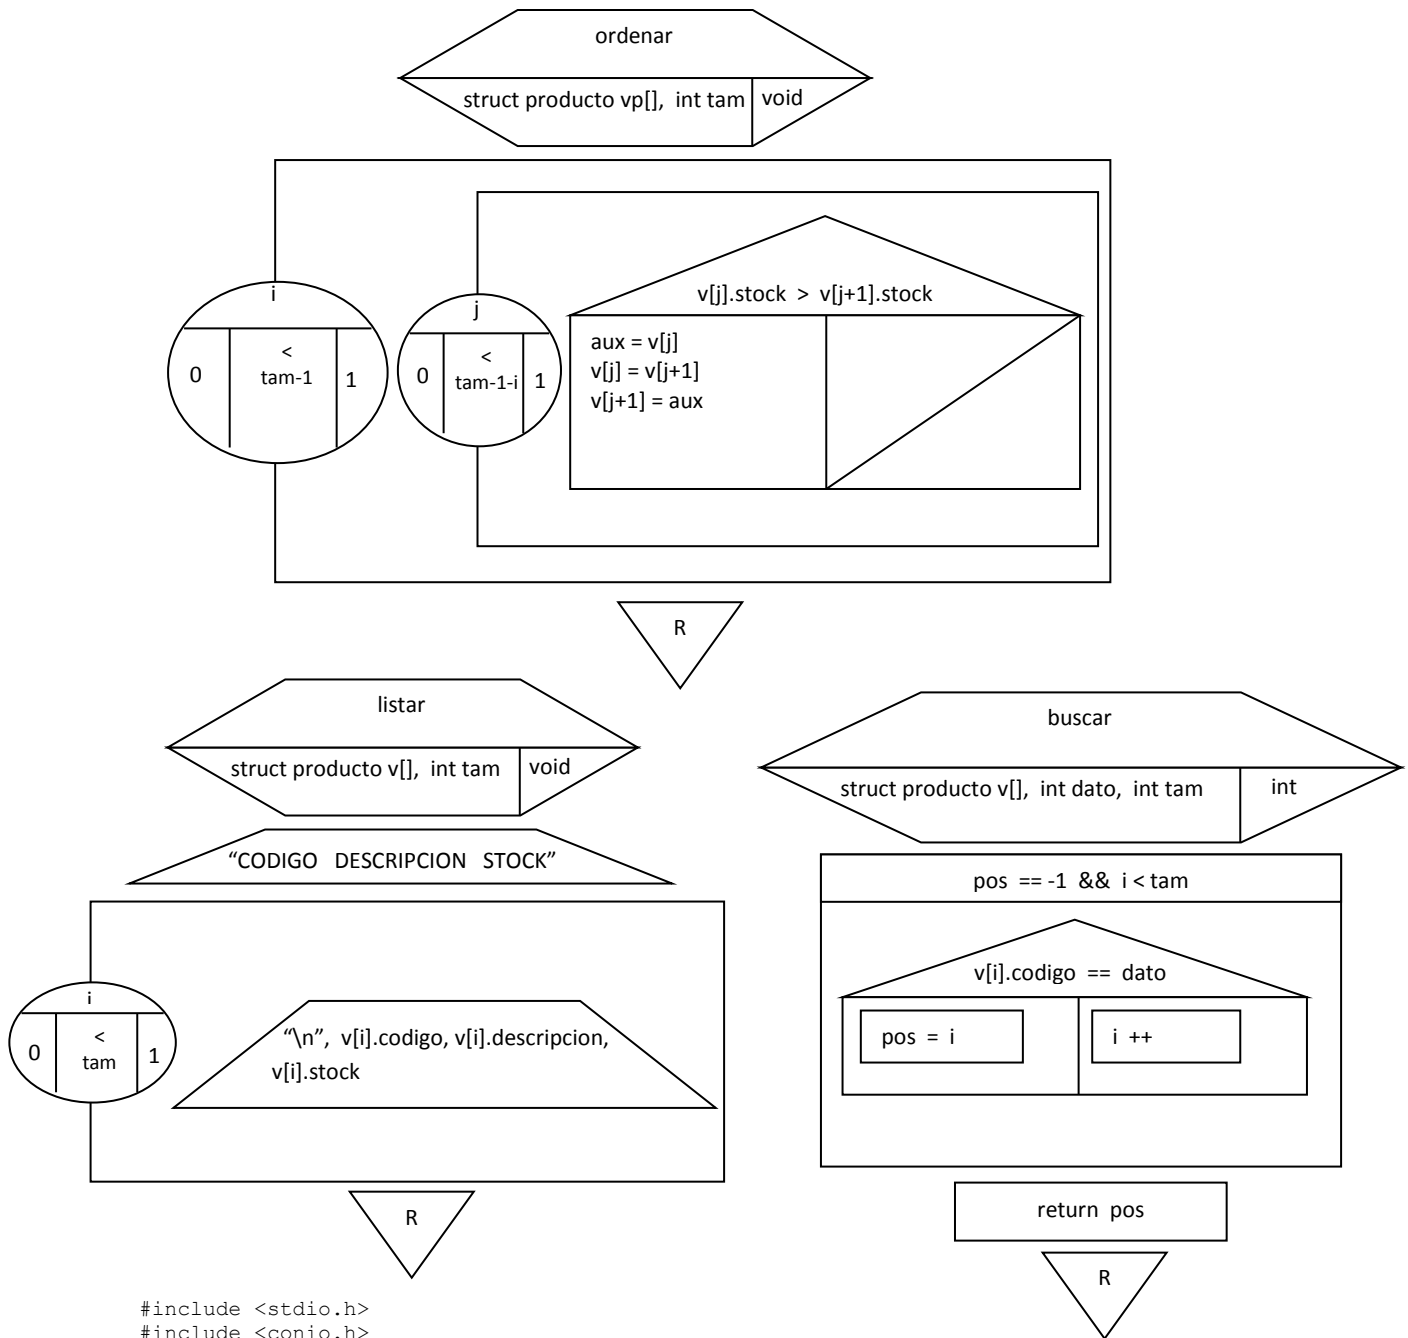 ordenar
struct producto vp[], int tam
void
i
0
<
tam-1
1
j
0
<
tam-1-i
1
v[j].stock > v[j+1].stock
aux = v[j]
v[j] = v[j+1]
v[j+1] = aux
R
listar
struct producto v[], int tam
void
“CODIGO DESCRIPCION STOCK”
i
0
<
tam
1
“\n”, v[i].codigo, v[i].descripcion,
v[i].stock
R
buscar
struct producto v[], int dato, int tam
int
pos == -1 && i < tam
v[i].codigo == dato
pos = i
i ++
return pos
R
#include <stdio.h>
#include <conio.h>